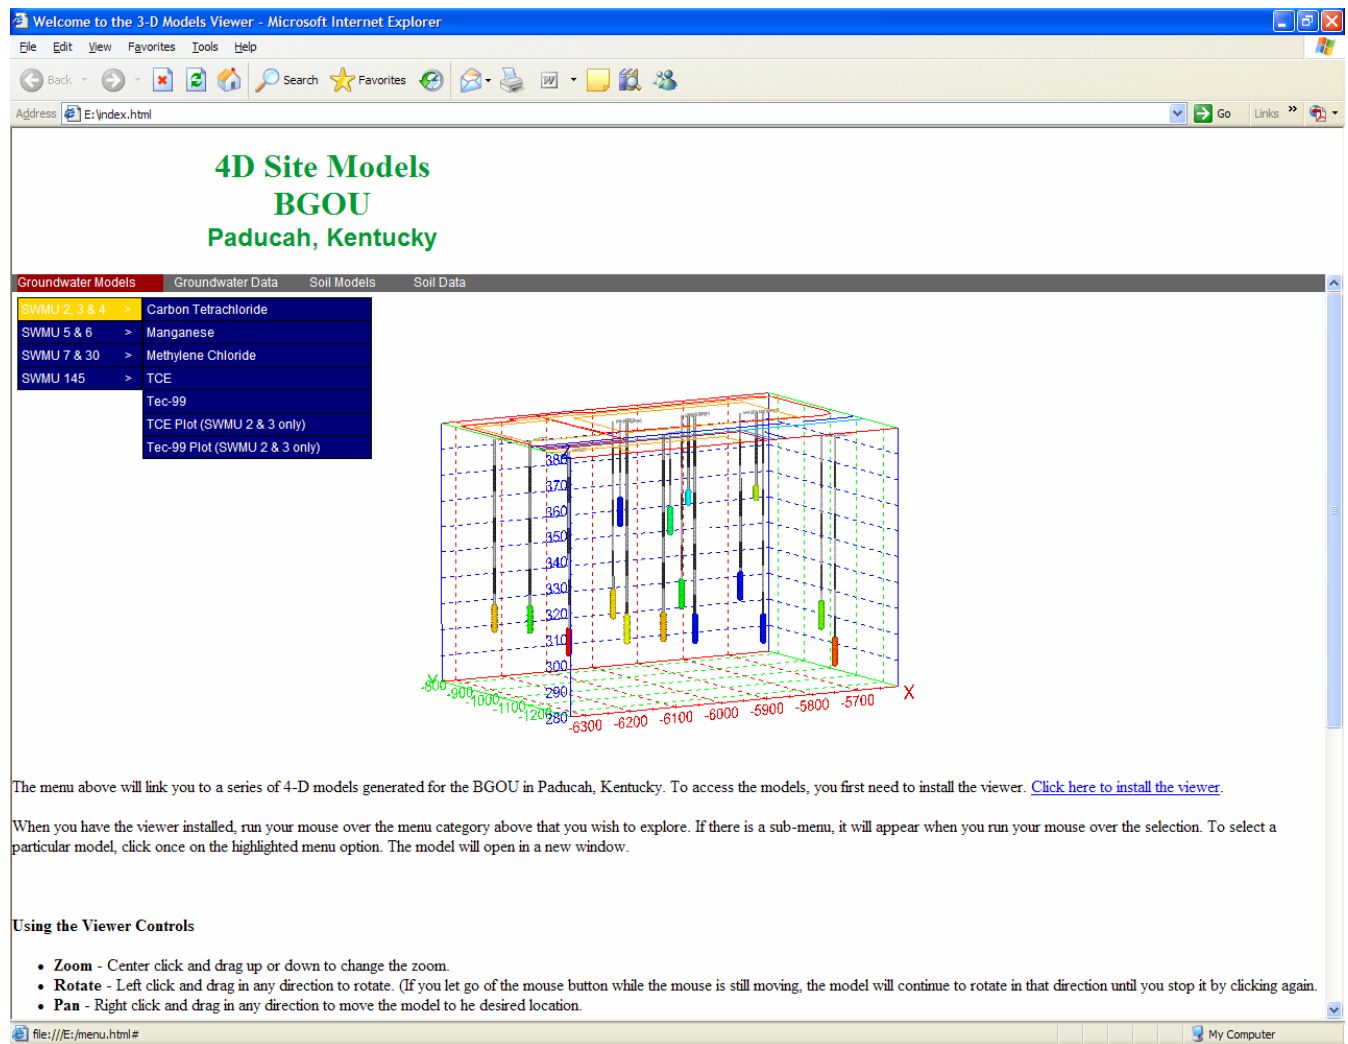 Welcome to the 3-D Models Viewer - Microsoft Internet Explorer
File Edit View Favorites Tools Help
Back Search Favorites
Address E:\index.html Go Links »
4D Site Models
BGOU
Paducah, Kentucky
Groundwater Models Groundwater Data Soil Models Soil Data
SWMU 2, 3 & 4 > Carbon Tetrachloride
SWMU 5 & 6 > Manganese
SWMU 7 & 30 > Methylene Chloride
SWMU 145 > TCE
Tec-99
TCE Plot (SWMU 2 & 3 only)
Tec-99 Plot (SWMU 2 & 3 only)
Z
380
370
360
350
340
330
320
310
300
290
280
Y
-800 -900 -1000 -1100 -1200
-6300 -6200 -6100 -6000 -5900 -5800 -5700 X
The menu above will link you to a series of 4-D models generated for the BGOU in Paducah, Kentucky. To access the models, you first need to install the viewer. Click here to install the viewer.
When you have the viewer installed, run your mouse over the menu category above that you wish to explore. If there is a sub-menu, it will appear when you run your mouse over the selection. To select a
particular model, click once on the highlighted menu option. The model will open in a new window.
Using the Viewer Controls
• Zoom - Center click and drag up or down to change the zoom.
• Rotate - Left click and drag in any direction to rotate. (If you let go of the mouse button while the mouse is still moving, the model will continue to rotate in that direction until you stop it by clicking again.
• Pan - Right click and drag in any direction to move the model to he desired location.
file:///E:/menu.html# My Computer